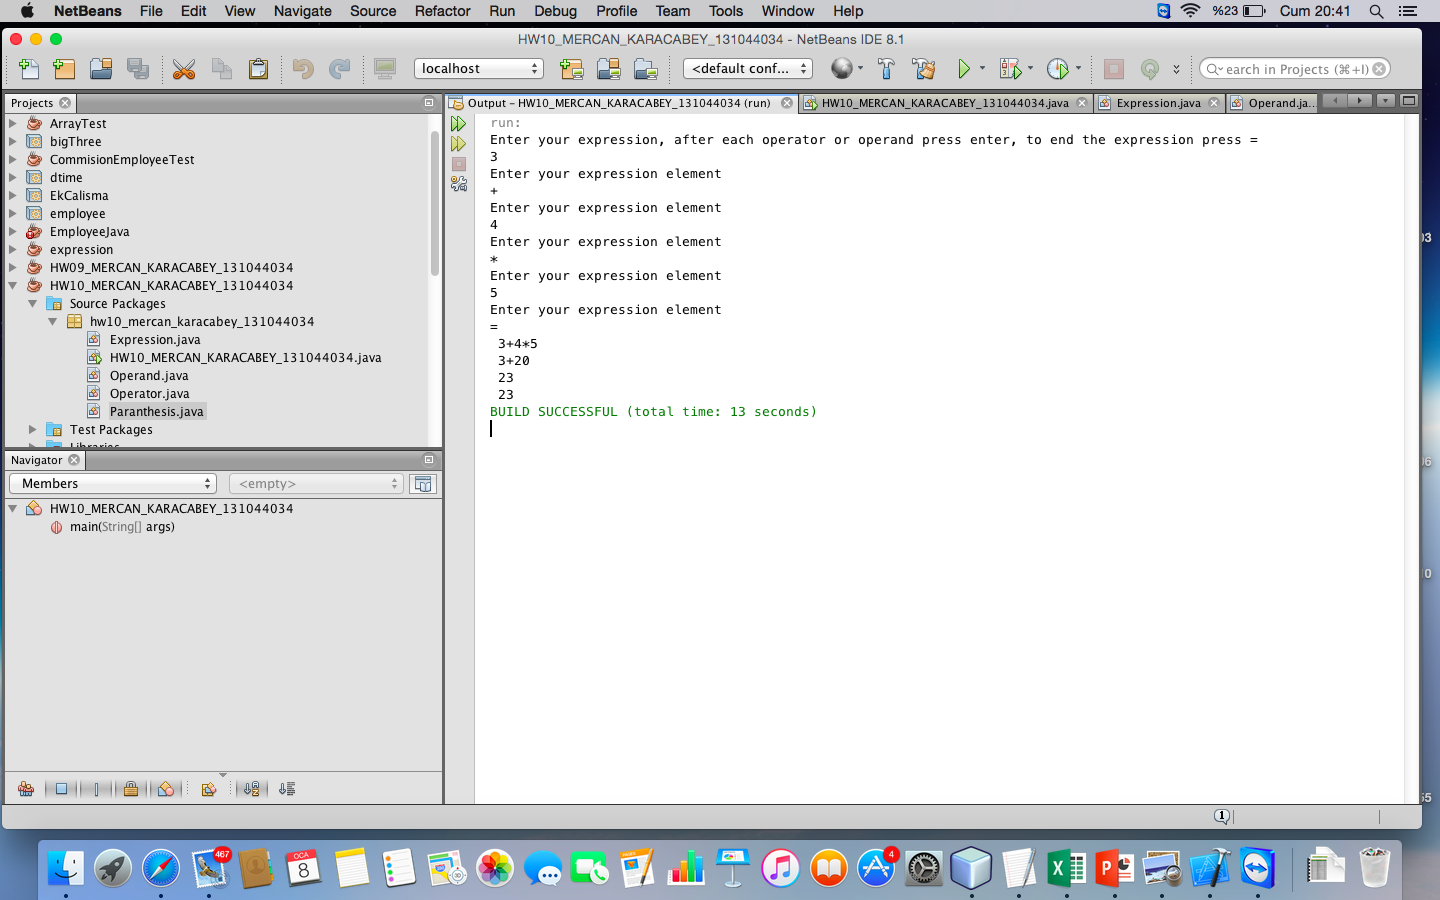 NetBeans File Edit View Navigate Source Refactor Run Debug Profile Team Tools Window Help %23 Cum 20:41
HW10_MERCAN_KARACABEY_131044034 - NetBeans IDE 8.1
localhost <default conf... earch in Projects (⌘+I)
Projects
ArrayTest
bigThree
CommisionEmployeeTest
dtime
EkCalisma
employee
EmployeeJava
expression
HW09_MERCAN_KARACABEY_131044034
HW10_MERCAN_KARACABEY_131044034
Source Packages
hw10_mercan_karacabey_131044034
Expression.java
HW10_MERCAN_KARACABEY_131044034.java
Operand.java
Operator.java
Paranthesis.java
Test Packages
Libraries
Navigator
Members <empty>
HW10_MERCAN_KARACABEY_131044034
main(String[] args)
Output – HW10_MERCAN_KARACABEY_131044034 (run) HW10_MERCAN_KARACABEY_131044034.java Expression.java Operand.ja...
run:
Enter your expression, after each operator or operand press enter, to end the expression press =
3
Enter your expression element
+
Enter your expression element
4
Enter your expression element
*
Enter your expression element
5
Enter your expression element
=
3+4*5
3+20
23
23
BUILD SUCCESSFUL (total time: 13 seconds)
1
467
OCA
8
4